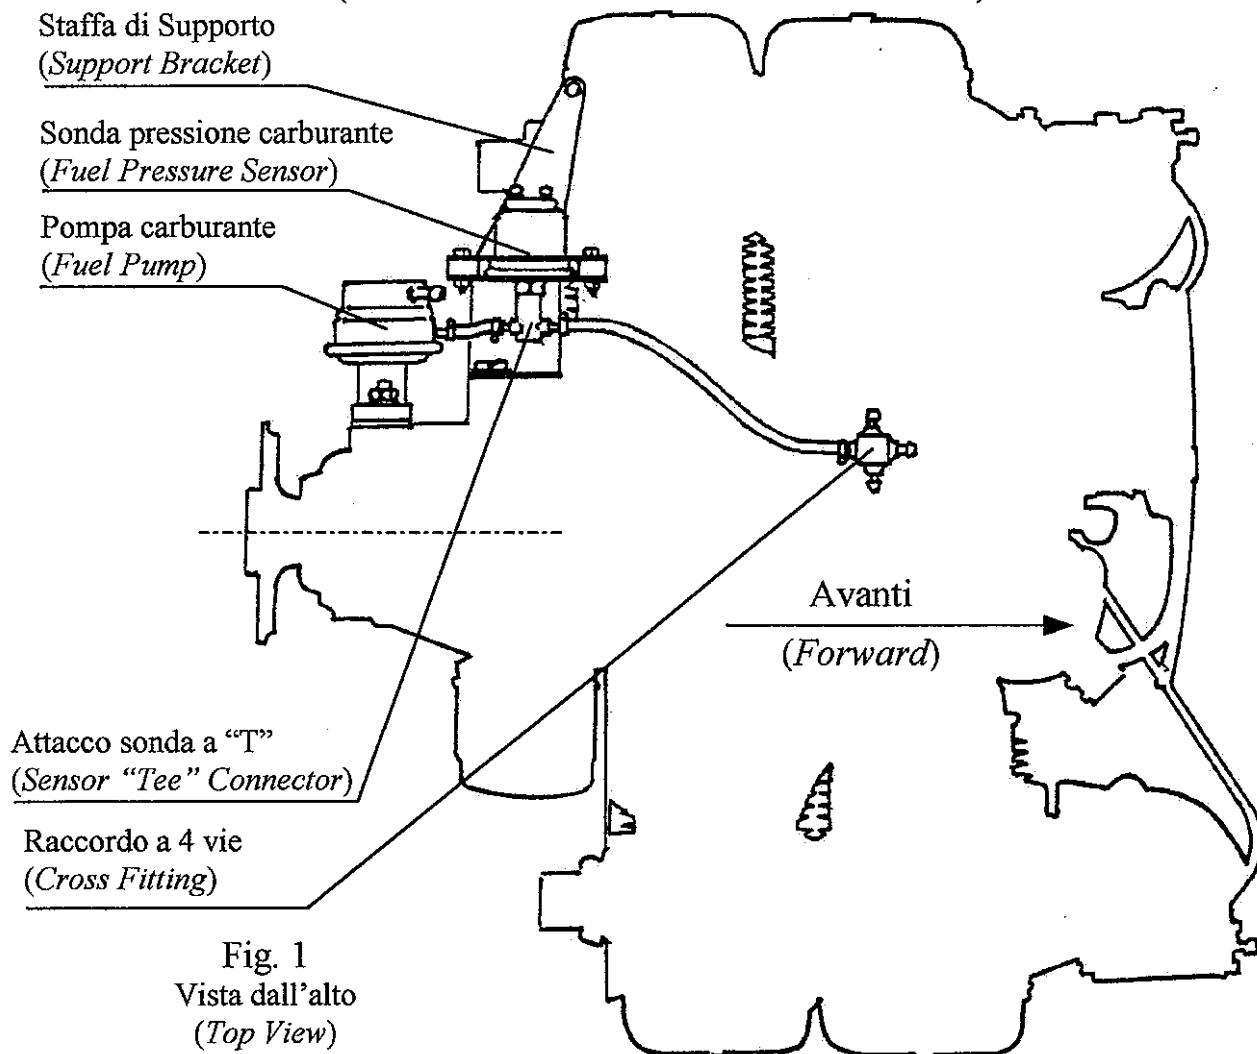 Staffa di Supporto
(Support Bracket)
Sonda pressione carburante
(Fuel Pressure Sensor)
Pompa carburante
(Fuel Pump)
Avanti
(Forward)
Attacco sonda a “T”
(Sensor “Tee” Connector)
Raccordo a 4 vie
(Cross Fitting)
Fig. 1
Vista dall’alto
(Top View)